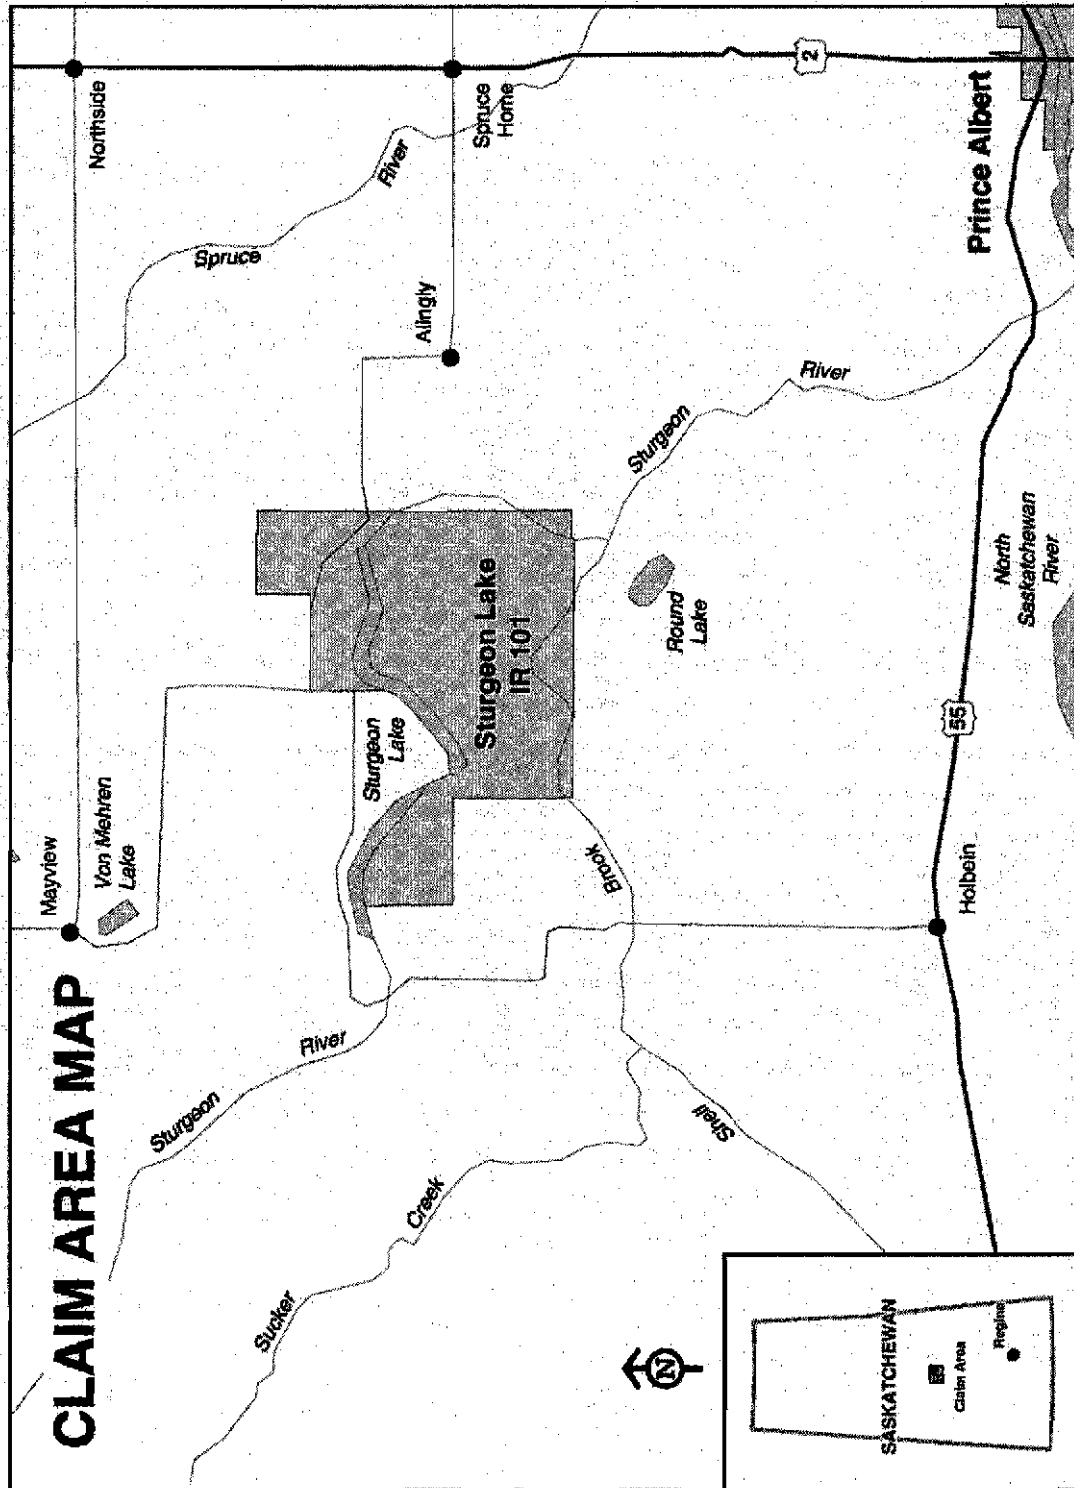 CLAIM AREA MAP
Mayview
Von Mehren
Lake
Northside
Spruce
River
Spruce
Home
Alingly
2
Prince Albert
Sturgeon
River
Sturgeon
Lake
Sturgeon Lake
IR 101
Sturgeon
River
Round
Lake
Sucker
Creek
Shell
Brook
Holbein
55
North
Saskatchewan
River
N
SASKATCHEWAN
Claim Area
Regina